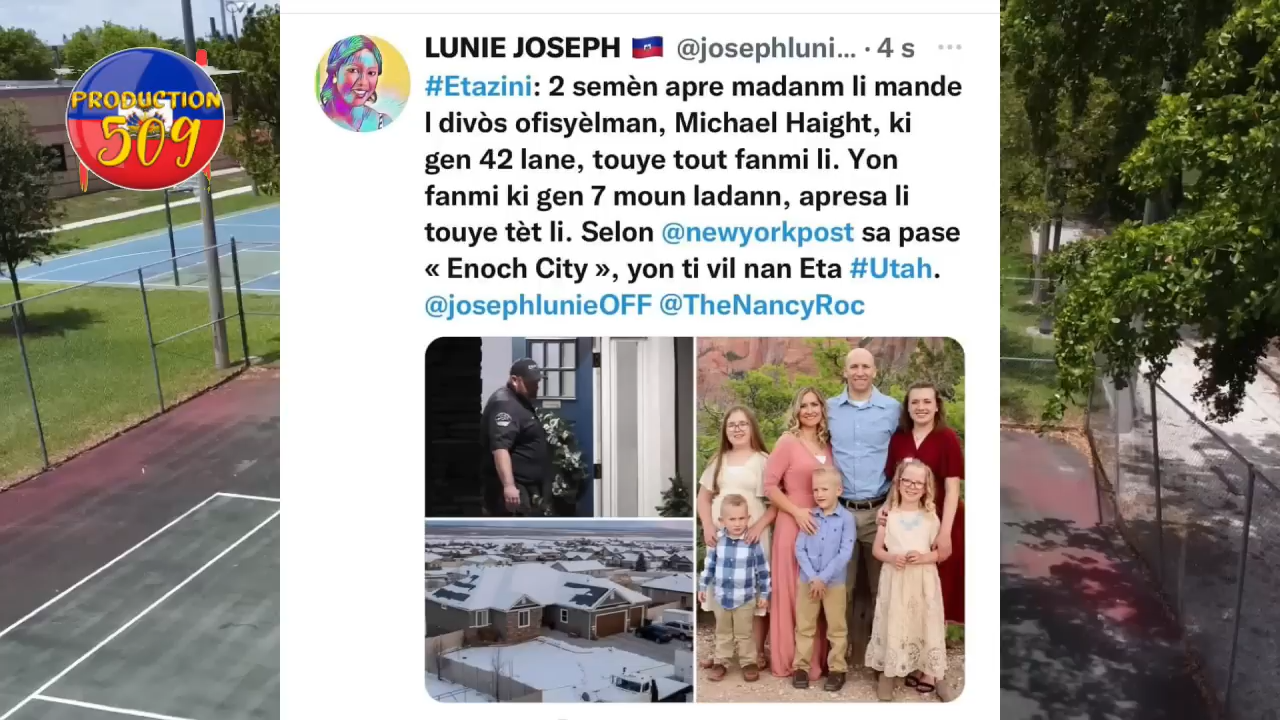 PRODUCTION
509
LUNIE JOSEPH 🇭🇹 @josephluni... · 4 s ...
#Etazini: 2 semèn apre madanm li mande
l divòs ofisyèlman, Michael Haight, ki
gen 42 lane, touye tout fanmi li. Yon
fanmi ki gen 7 moun ladann, apresa li
touye tèt li. Selon @newyorkpost sa pase
« Enoch City », yon ti vil nan Eta #Utah.
@josephlunieOFF @TheNancyRoc